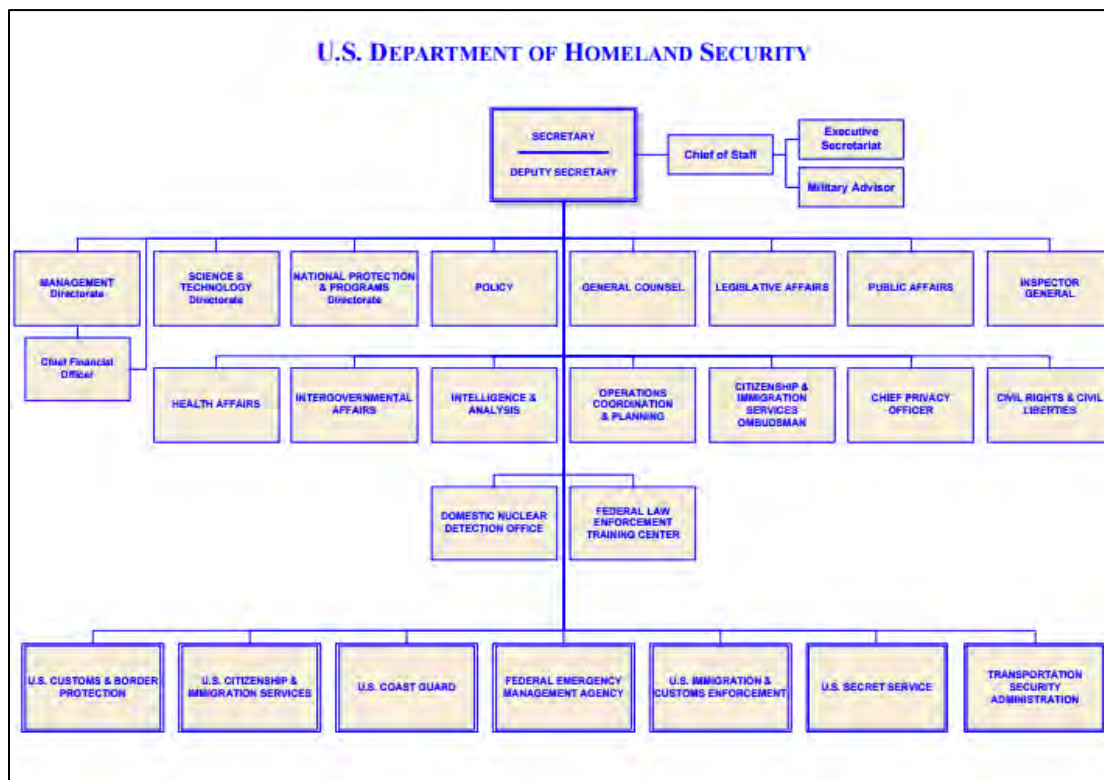 U.S. DEPARTMENT OF HOMELAND SECURITY
SECRETARY
DEPUTY SECRETARY
Chief of Staff
Executive
Secretariat
Military Advisor
MANAGEMENT
Directorate
SCIENCE &
TECHNOLOGY
Directorate
NATIONAL PROTECTION
& PROGRAMS
Directorate
POLICY
GENERAL COUNSEL
LEGISLATIVE AFFAIRS
PUBLIC AFFAIRS
INSPECTOR
GENERAL
Chief Financial
Officer
HEALTH AFFAIRS
INTERGOVERNMENTAL
AFFAIRS
INTELLIGENCE &
ANALYSIS
OPERATIONS
COORDINATION
& PLANNING
CITIZENSHIP &
IMMIGRATION
SERVICES
OMBUDSMAN
CHIEF PRIVACY
OFFICER
CIVIL RIGHTS & CIVIL
LIBERTIES
DOMESTIC NUCLEAR
DETECTION OFFICE
FEDERAL LAW
ENFORCEMENT
TRAINING CENTER
U.S. CUSTOMS & BORDER
PROTECTION
U.S. CITIZENSHIP &
IMMIGRATION SERVICES
U.S. COAST GUARD
FEDERAL EMERGENCY
MANAGEMENT AGENCY
U.S. IMMIGRATION &
CUSTOMS ENFORCEMENT
U.S. SECRET SERVICE
TRANSPORTATION
SECURITY
ADMINISTRATION